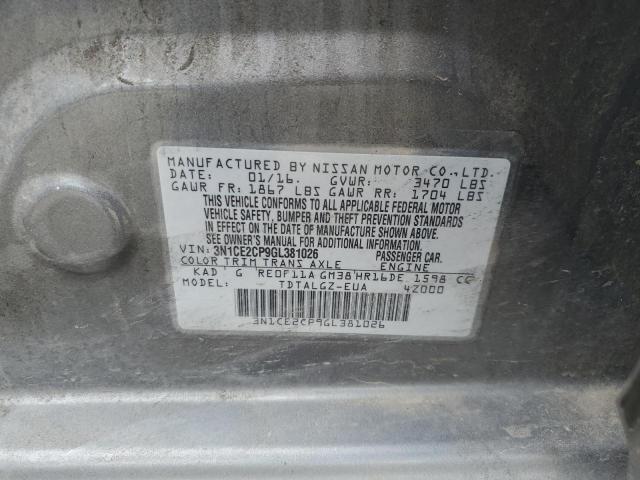 MANUFACTURED BY NISSAN MOTOR CO.,LTD.
DATE: 01/16. GVWR: 3470 LBS
GAWR FR: 1867 LBS GAWR RR: 1704 LBS
THIS VEHICLE CONFORMS TO ALL APPLICABLE FEDERAL MOTOR
VEHICLE SAFETY, BUMPER AND THEFT PREVENTION STANDARDS
IN EFFECT ON THE DATE OF MANUFACTURE SHOWN ABOVE.
SEE OWNER'S MANUAL FOR ADDITIONAL INFORMATION
VIN: 3N1CE2CP9GL381026 PASSENGER CAR.
COLOR TRIM TRANS AXLE ENGINE
KAD G RE0F11A GM38 HR16DE 1598 CC
MODEL: TDTALGZ-EUA 4Z000
3N1CE2CP9GL381026